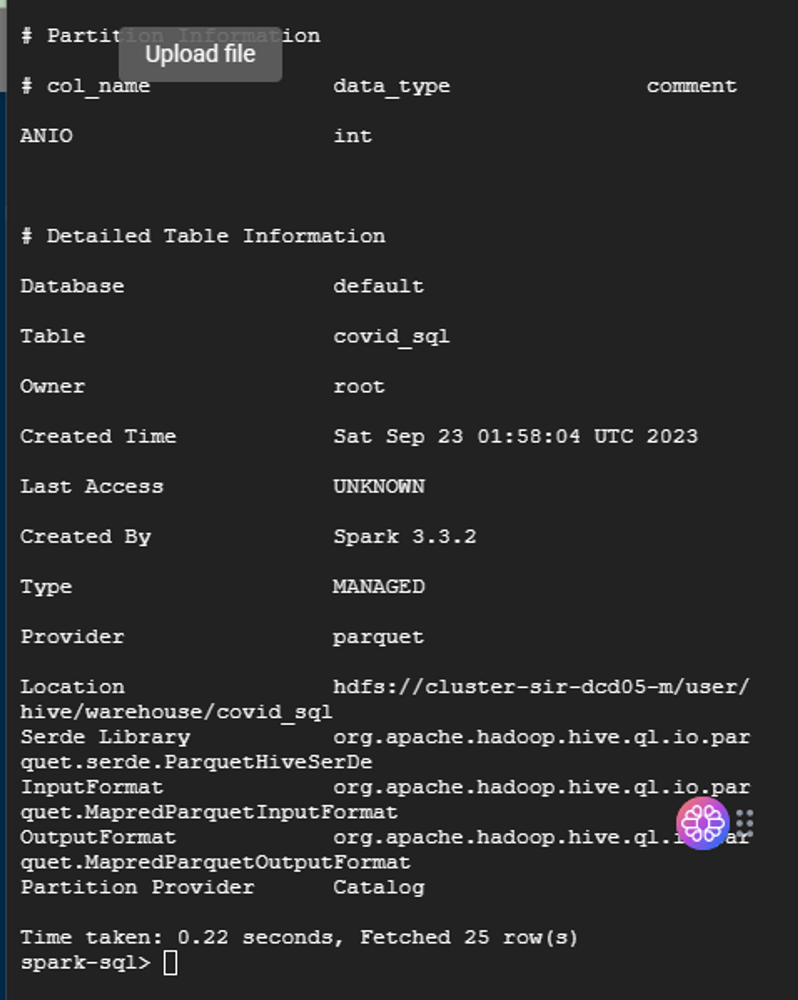 # Partition Information
Upload file
# col_name data_type comment
ANIO int
# Detailed Table Information
Database default
Table covid_sql
Owner root
Created Time Sat Sep 23 01:58:04 UTC 2023
Last Access UNKNOWN
Created By Spark 3.3.2
Type MANAGED
Provider parquet
Location hdfs://cluster-sir-dcd05-m/user/
hive/warehouse/covid_sql
Serde Library org.apache.hadoop.hive.ql.io.par
quet.serde.ParquetHiveSerDe
InputFormat org.apache.hadoop.hive.ql.io.par
quet.MapredParquetInputFormat
OutputFormat org.apache.hadoop.hive.ql.io.par
quet.MapredParquetOutputFormat
Partition Provider Catalog
Time taken: 0.22 seconds, Fetched 25 row(s)
spark-sql>